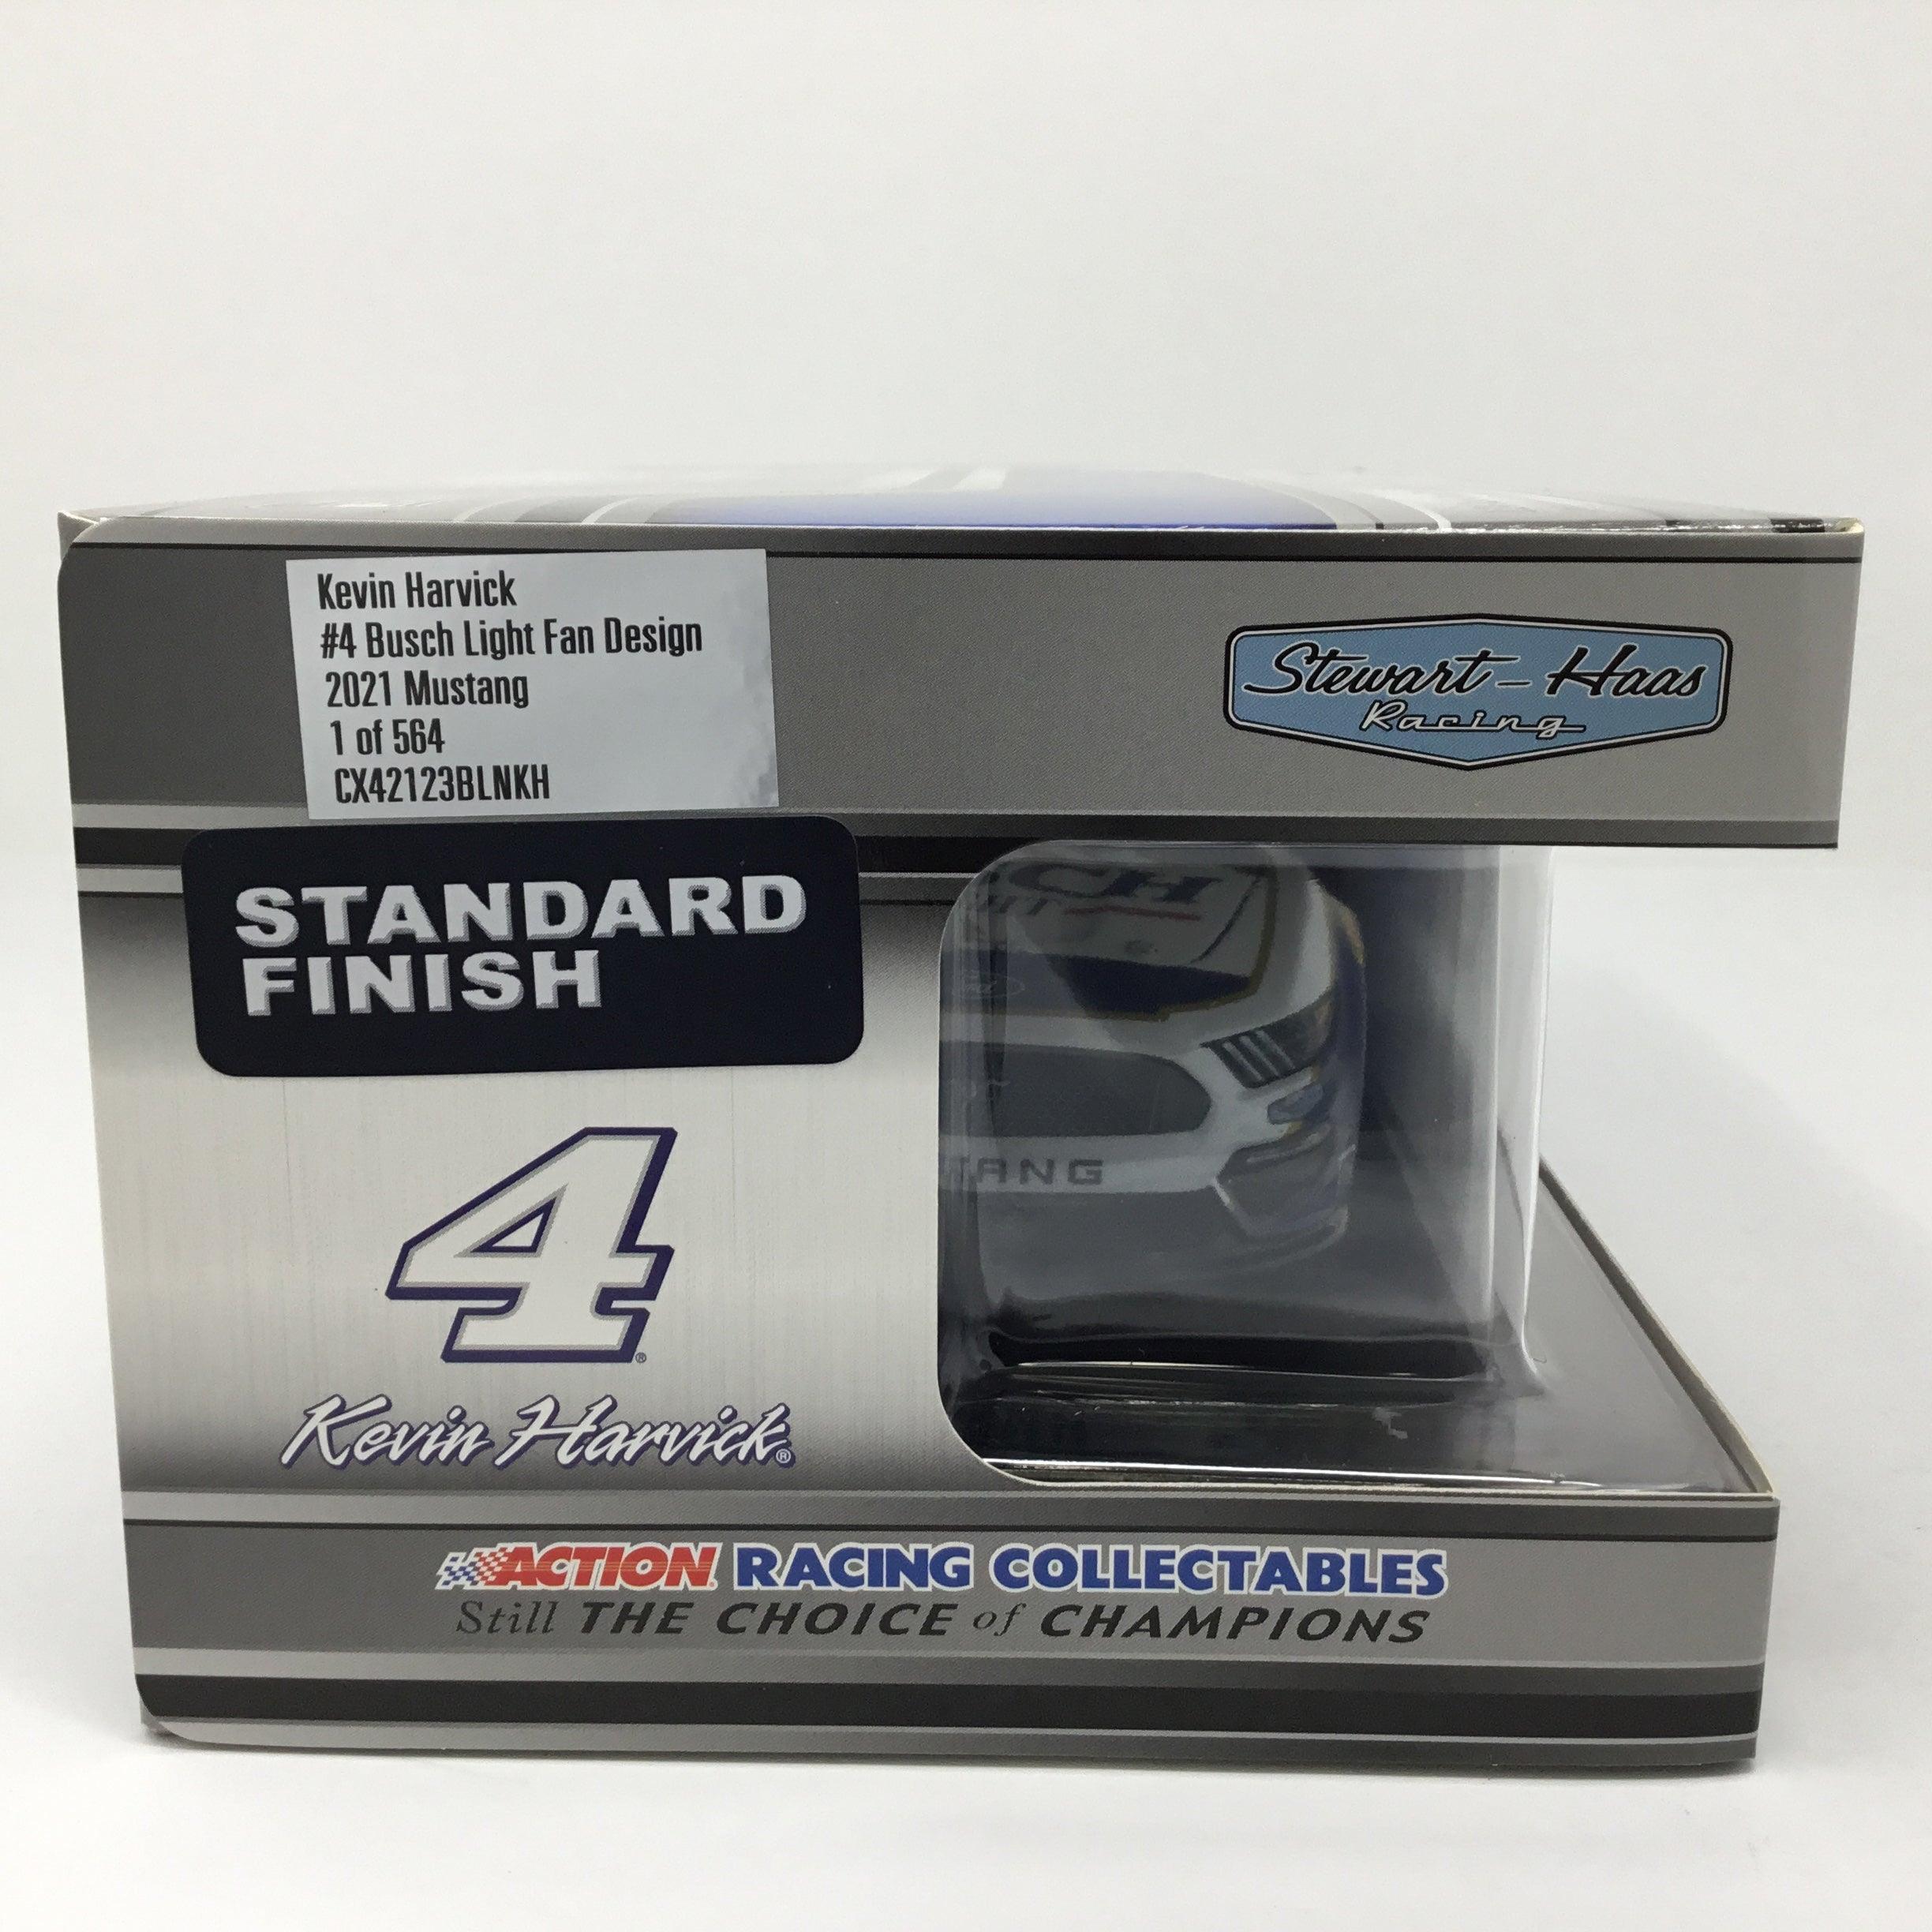 Kevin Harvick
#4 Busch Light Fan Design
2021 Mustang
1 of 564
CX42123BLNKH
Stewart-Haas
Racing
STANDARD
FINISH
CH
TANG
4®
Kevin Harvick®
ACTION RACING COLLECTABLES
Still THE CHOICE of CHAMPIONS